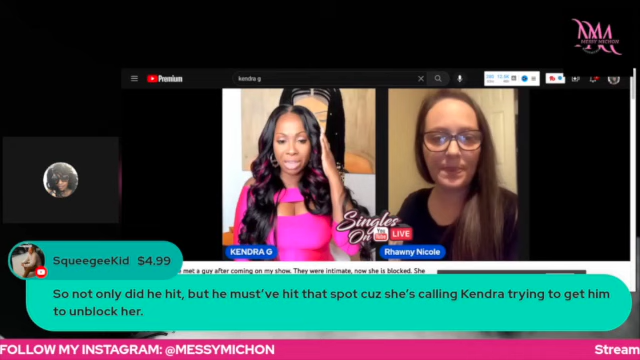 MESSY MICHON
Premium
kendra g
Singles
On YouTube LIVE
KENDRA G
Rhawny Nicole
met a guy after coming on my show. They were intimate, now she is blocked. She
SqueegeeKid $4.99
So not only did he hit, but he must've hit that spot cuz she's calling Kendra trying to get him
to unblock her.
FOLLOW MY INSTAGRAM: @MESSYMICHON
Stream